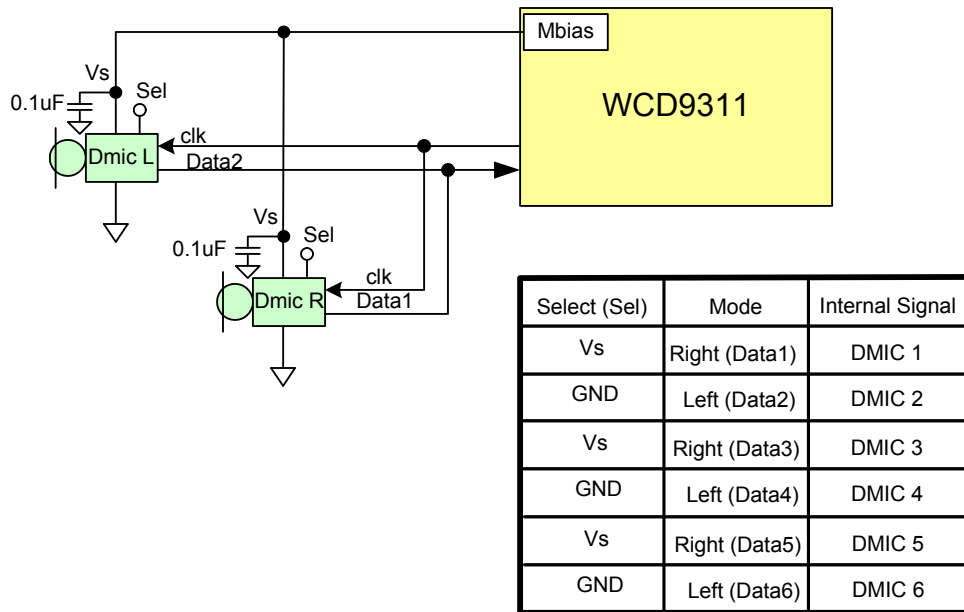 Mbias
WCD9311
Vs
Sel
0.1uF
Dmic L
clk
Data2
Vs
Sel
0.1uF
Dmic R
clk
Data1
Select (Sel) Mode Internal Signal
Vs Right (Data1) DMIC 1
GND Left (Data2) DMIC 2
Vs Right (Data3) DMIC 3
GND Left (Data4) DMIC 4
Vs Right (Data5) DMIC 5
GND Left (Data6) DMIC 6